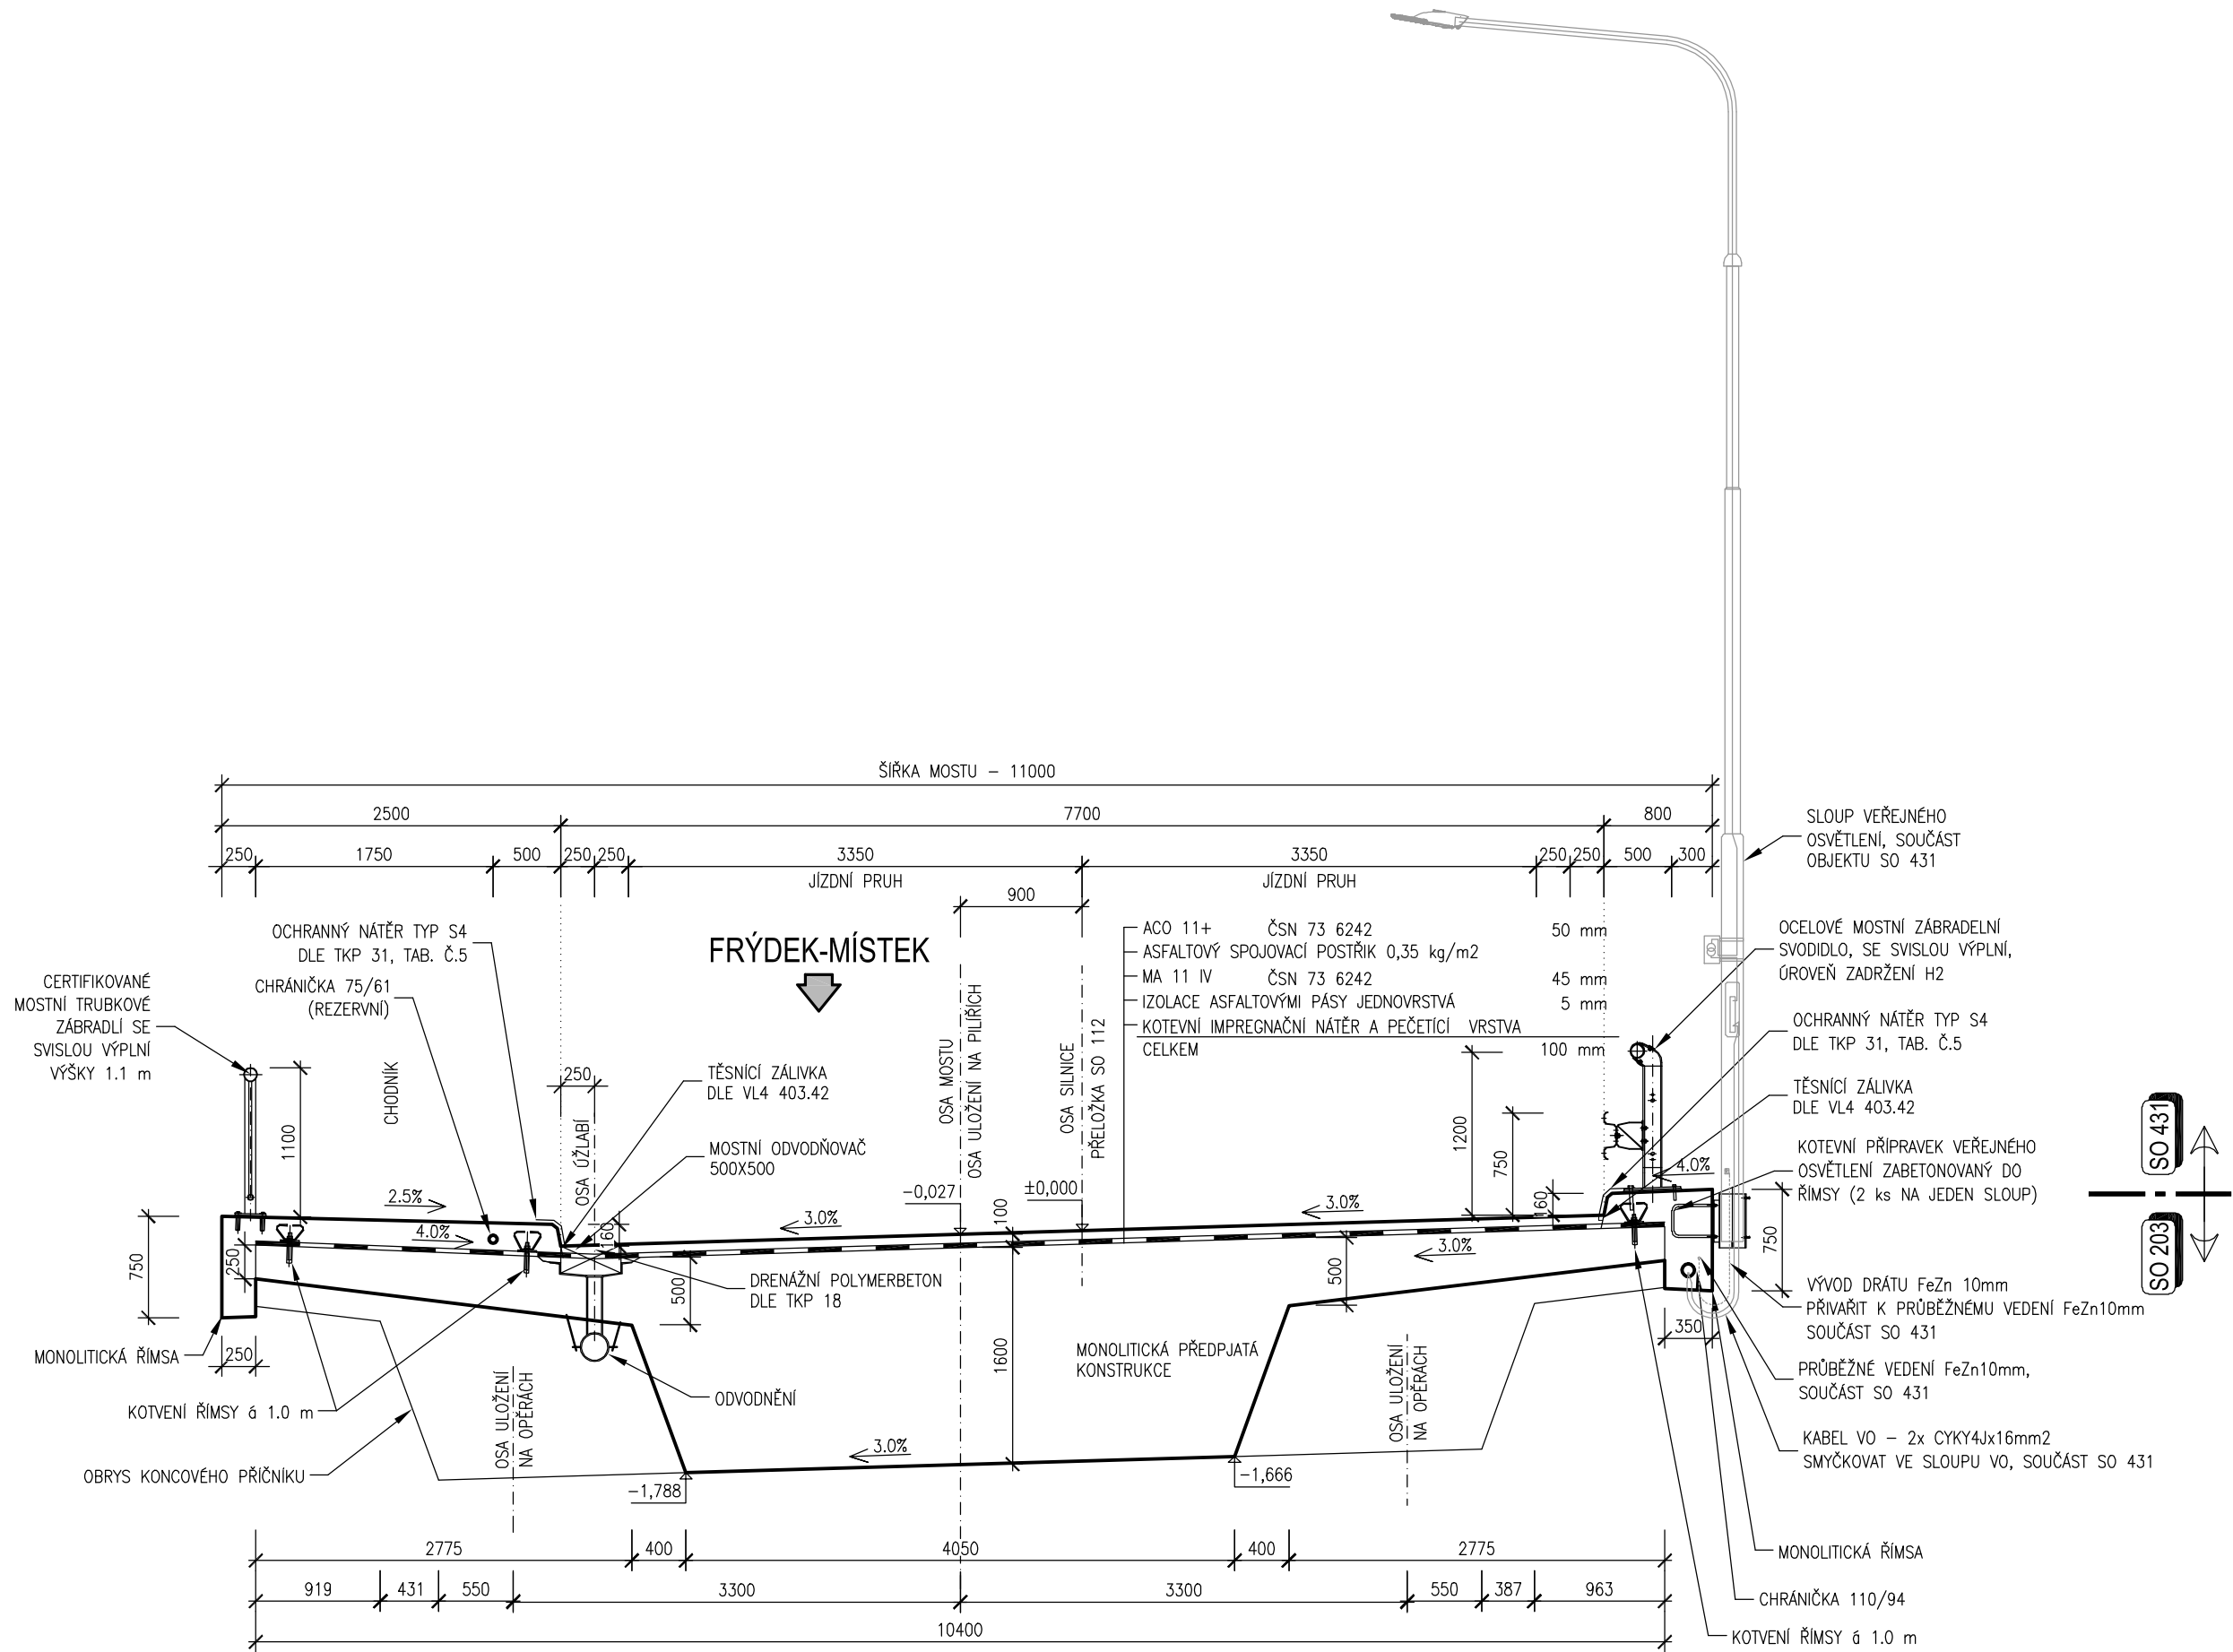 ŠÍŘKA MOSTU – 11000
2500
7700
800
250
1750
500
250
250
3350
3350
250
250
500
300
JÍZDNÍ PRUH
JÍZDNÍ PRUH
900
SLOUP VEŘEJNÉHO
OSVĚTLENÍ, SOUČÁST
OBJEKTU SO 431
OCHRANNÝ NÁTĚR TYP S4
DLE TKP 31, TAB. Č.5
CHRÁNIČKA 75/61
(REZERVNÍ)
CERTIFIKOVANÉ
MOSTNÍ TRUBKOVÉ
ZÁBRADLÍ SE
SVISLOU VÝPLNÍ
VÝŠKY 1.1 m
FRÝDEK-MÍSTEK
ACO 11+ ČSN 73 6242 50 mm
ASFALTOVÝ SPOJOVACÍ POSTŘIK 0,35 kg/m2
MA 11 IV ČSN 73 6242 45 mm
IZOLACE ASFALTOVÝMI PÁSY JEDNOVRSTVÁ 5 mm
KOTEVNÍ IMPREGNAČNÍ NÁTĚR A PEČETÍCÍ VRSTVA
CELKEM 100 mm
OCELOVÉ MOSTNÍ ZÁBRADELNÍ
SVODIDLO, SE SVISLOU VÝPLNÍ,
ÚROVEŇ ZADRŽENÍ H2
OCHRANNÝ NÁTĚR TYP S4
DLE TKP 31, TAB. Č.5
TĚSNÍCÍ ZÁLIVKA
DLE VL4 403.42
KOTEVNÍ PŘÍPRAVEK VEŘEJNÉHO
OSVĚTLENÍ ZABETONOVANÝ DO
ŘÍMSY (2 ks NA JEDEN SLOUP)
SO 431
SO 203
CHODNÍK
1100
250
OSA ÚŽLABÍ
TĚSNÍCÍ ZÁLIVKA
DLE VL4 403.42
MOSTNÍ ODVODŇOVAČ
500X500
OSA MOSTU
OSA ULOŽENÍ NA PILÍŘÍCH
OSA SILNICE
PŘELOŽKA SO 1112
1200
750
160
4.0%
2.5%
4.0%
–0,027
±0,000
100
3.0%
3.0%
3.0%
160
750
250
500
500
750
DRENÁŽNÍ POLYMERBETON
DLE TKP 18
VÝVOD DRÁTU FeZn 10mm
PŘIVAŘIT K PRŮBĚŽNÉMU VEDENÍ FeZn10mm
SOUČÁST SO 431
350
MONOLITICKÁ ŘÍMSA
250
1600
MONOLITICKÁ PŘEDPJATÁ
KONSTRUKCE
ODVODNĚNÍ
PRŮBĚŽNÉ VEDENÍ FeZn10mm,
SOUČÁST SO 431
KOTVENÍ ŘÍMSY á 1.0 m
OSA ULOŽENÍ
NA OPĚRÁCH
OSA ULOŽENÍ
NA OPĚRÁCH
3.0%
KABEL VO – 2x CYKY4Jx16mm2
SMYČKOVAT VE SLOUPU VO, SOUČÁST SO 431
OBRYS KONCOVÉHO PŘÍČNÍKU
–1,788
–1,666
2775
400
4050
400
2775
MONOLITICKÁ ŘÍMSA
919
431
550
3300
3300
550
387
963
CHRÁNIČKA 110/94
10400
KOTVENÍ ŘÍMSY á 1.0 m